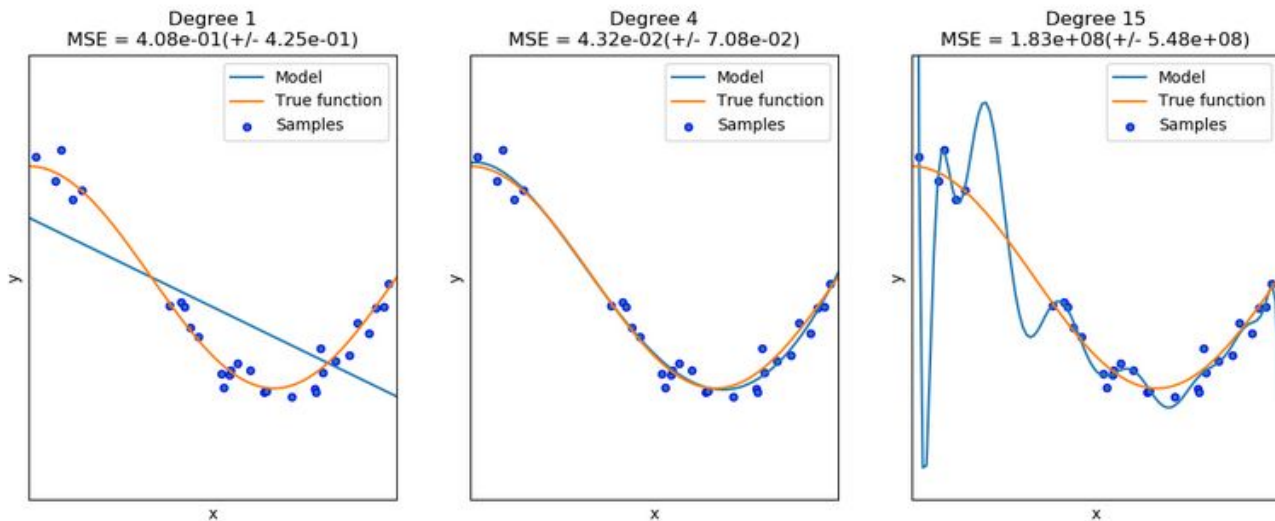 Degree 1
MSE = 4.08e-01(+/- 4.25e-01)
Model
True function
Samples
y
x
Degree 4
MSE = 4.32e-02(+/- 7.08e-02)
Model
True function
Samples
y
x
Degree 15
MSE = 1.83e+08(+/- 5.48e+08)
Model
True function
Samples
y
x